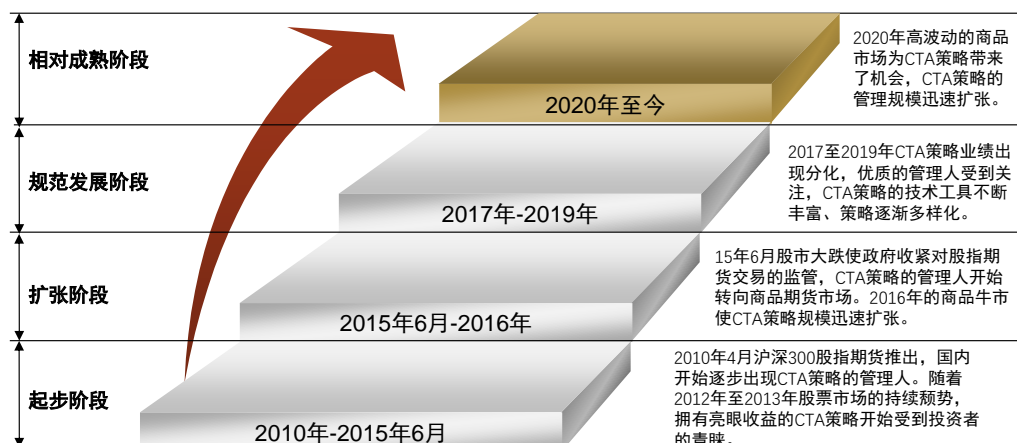 相对成熟阶段
2020年至今
2020年高波动的商品
市场为CTA策略带来
了机会，CTA策略的
管理规模迅速扩张。
规范发展阶段
2017年-2019年
2017至2019年CTA策略业绩出
现分化，优质的管理人受到关
注，CTA策略的技术工具不断
丰富、策略逐渐多样化。
扩张阶段
2015年6月-2016年
15年6月股市大跌使政府收紧对股指期
货交易的监管，CTA策略的管理人开始
转向商品期货市场。2016年的商品牛市
使CTA策略规模迅速扩张。
起步阶段
2010年-2015年6月
2010年4月沪深300股指期货推出，国内
开始逐步出现CTA策略的管理人。随着
2012年至2013年股票市场的持续颓势，
拥有亮眼收益的CTA策略开始受到投资者
的青睐。